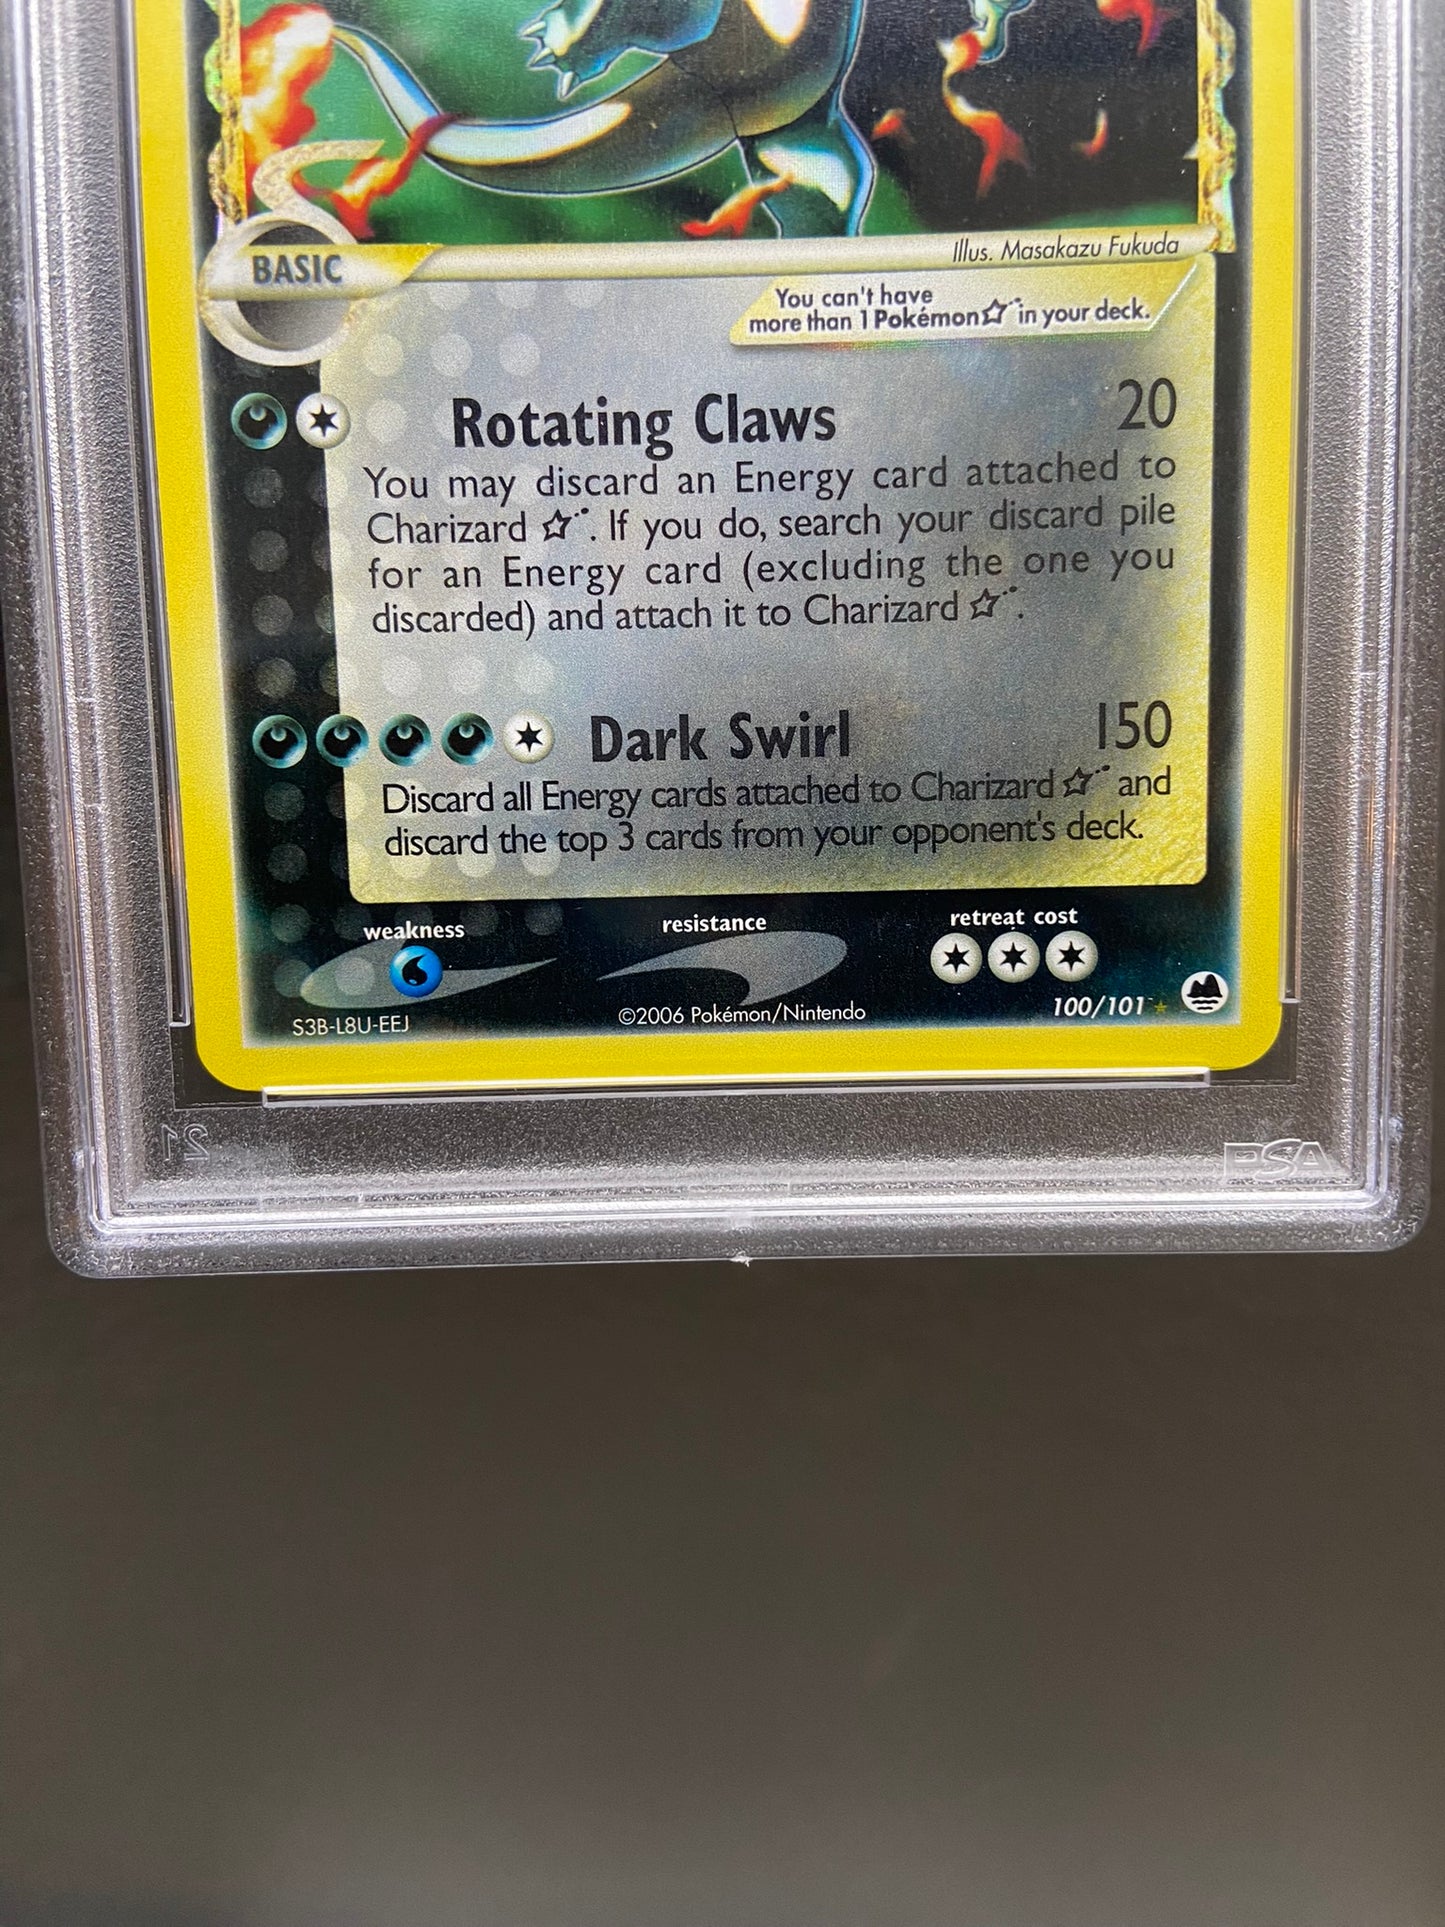 Illus. Masakazu Fukuda
BASIC
You can't have
more than 1 Pokémon☆ in your deck.
Rotating Claws 20
You may discard an Energy card attached to
Charizard ☆. If you do, search your discard pile
for an Energy card (excluding the one you
discarded) and attach it to Charizard ☆.
Dark Swirl 150
Discard all Energy cards attached to Charizard ☆ and
discard the top 3 cards from your opponent's deck.
weakness resistance retreat cost
S3B-L8U-EEJ ©2006 Pokémon/Nintendo 100/101 ★
21 PSA